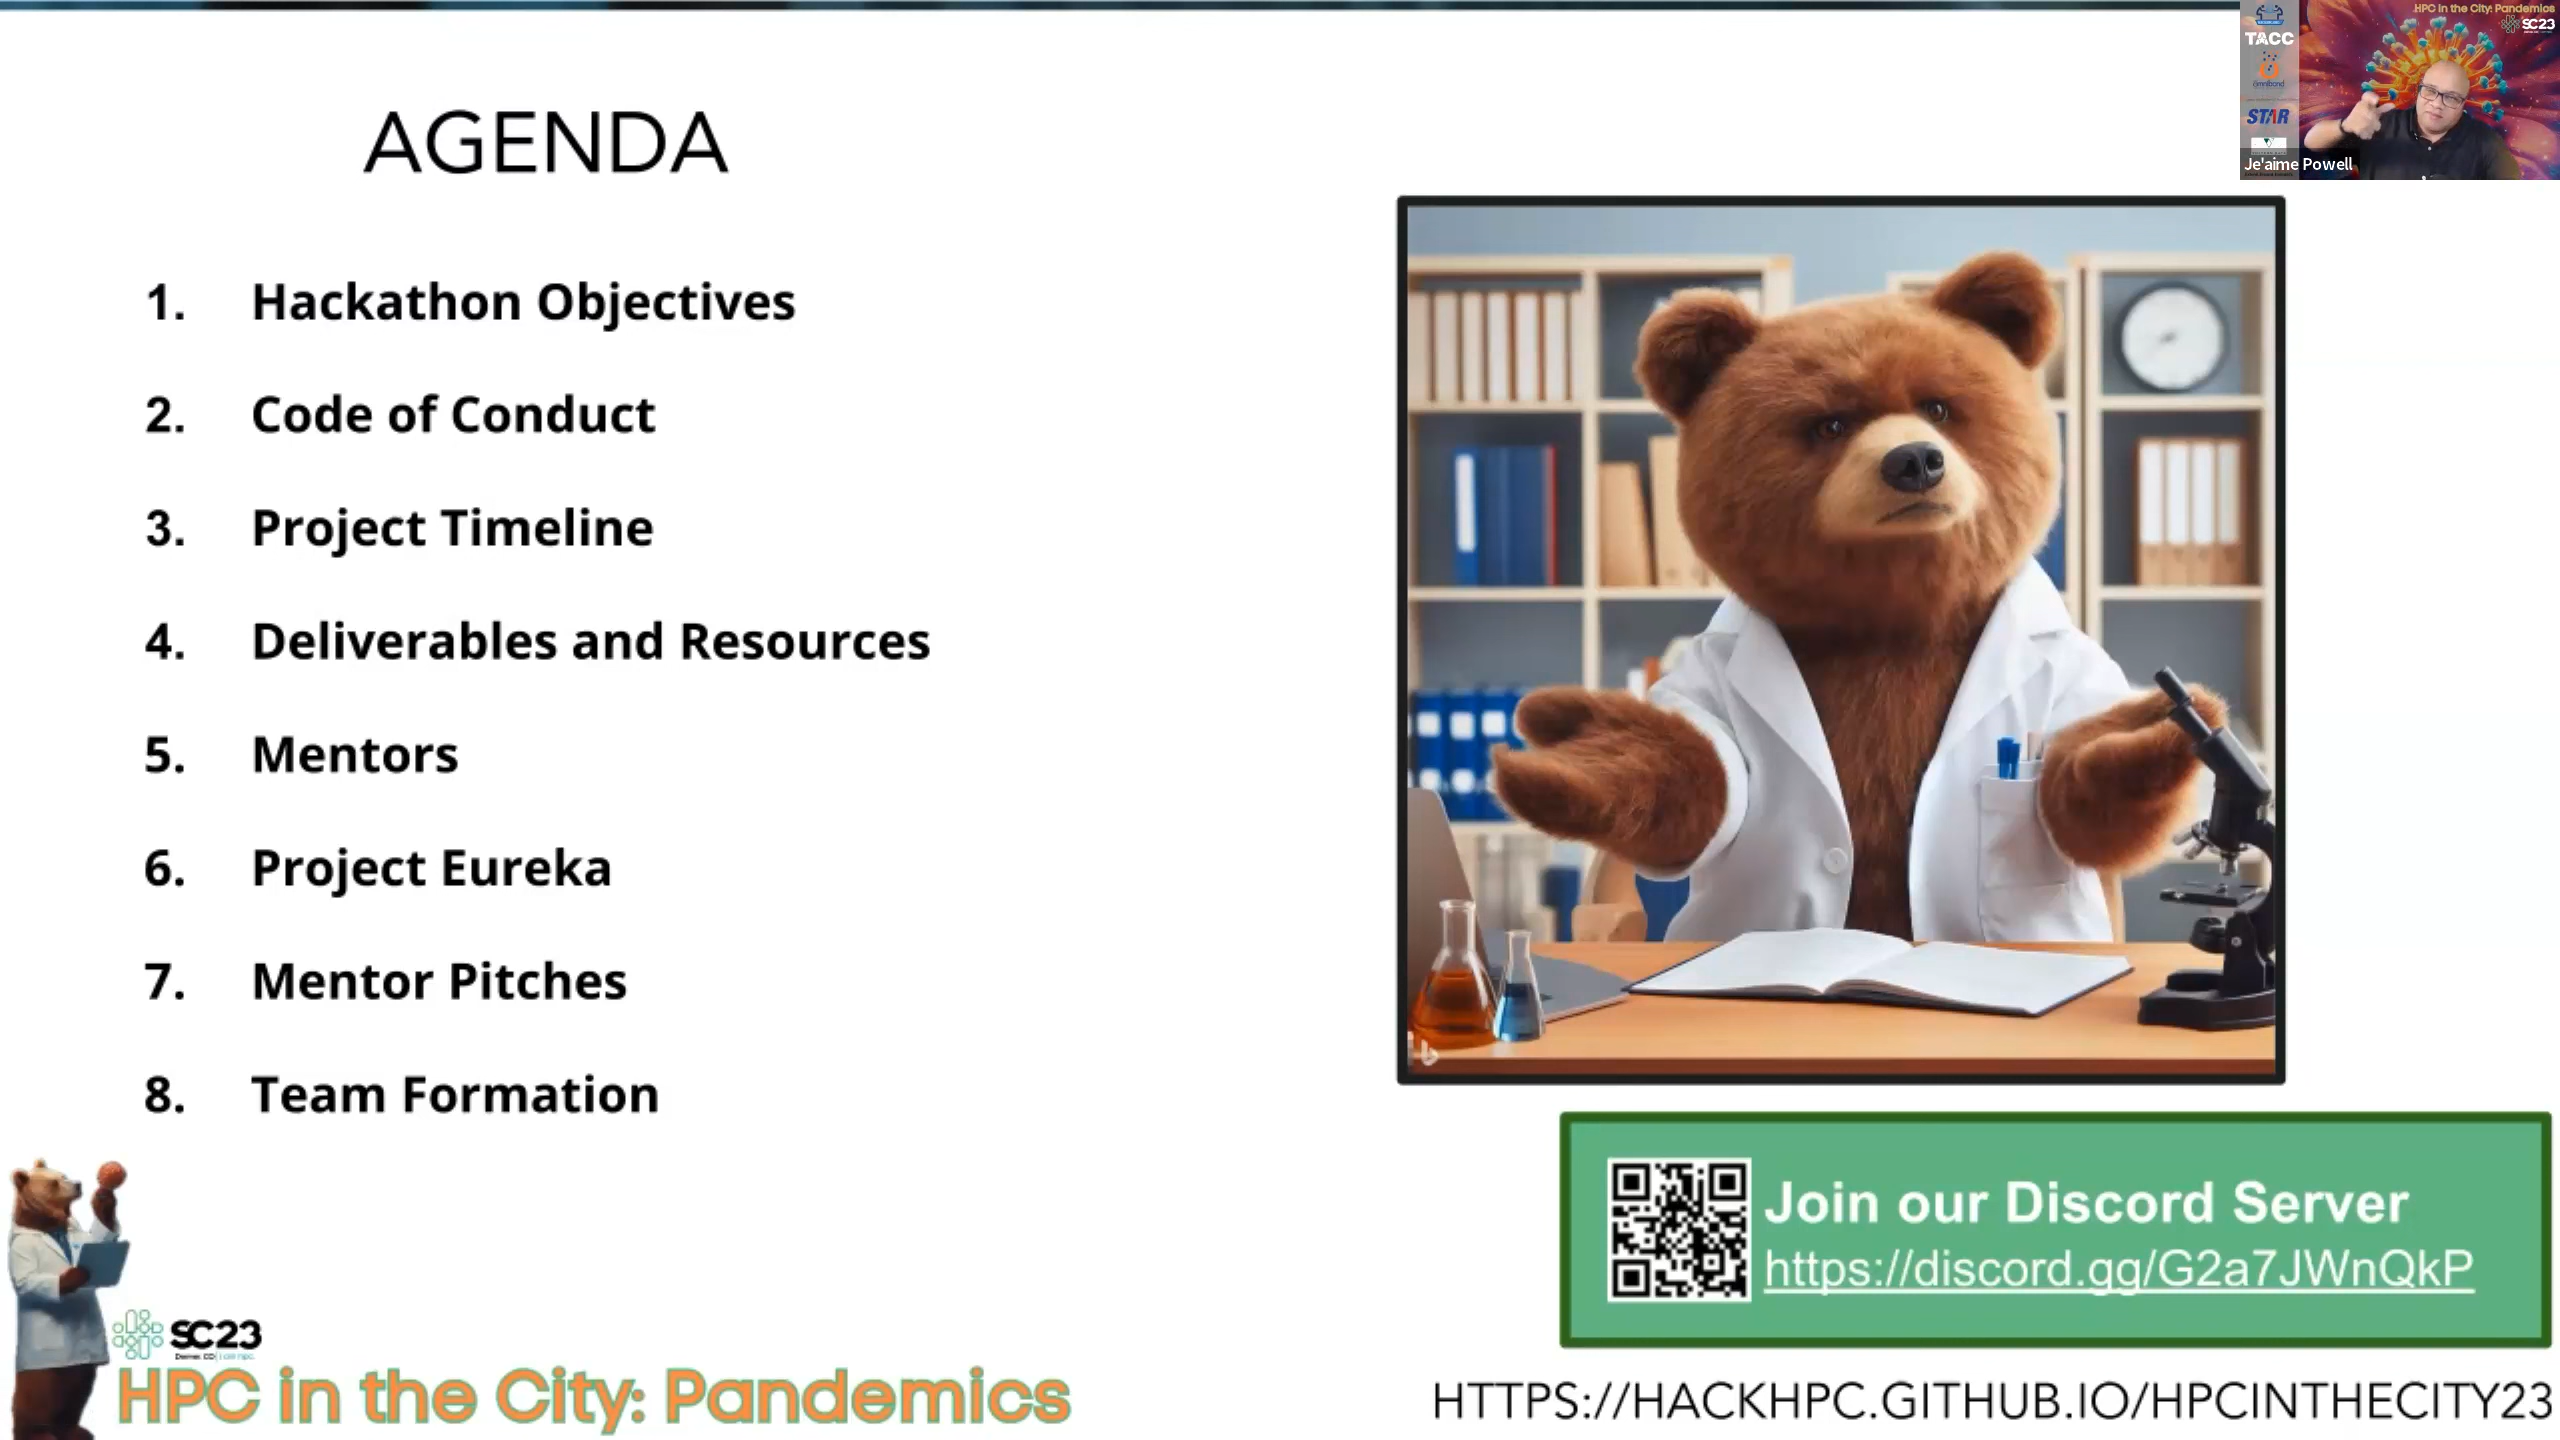 HPC in the City: Pandemics
SC23
TACC
omnibond
STAR
Je'aime Powell
AGENDA
1. Hackathon Objectives
2. Code of Conduct
3. Project Timeline
4. Deliverables and Resources
5. Mentors
6. Project Eureka
7. Mentor Pitches
8. Team Formation
Join our Discord Server
https://discord.gg/G2a7JWnQkP
SC23
HPC in the City: Pandemics
HTTPS://HACKHPC.GITHUB.IO/HPCINTHECITY23